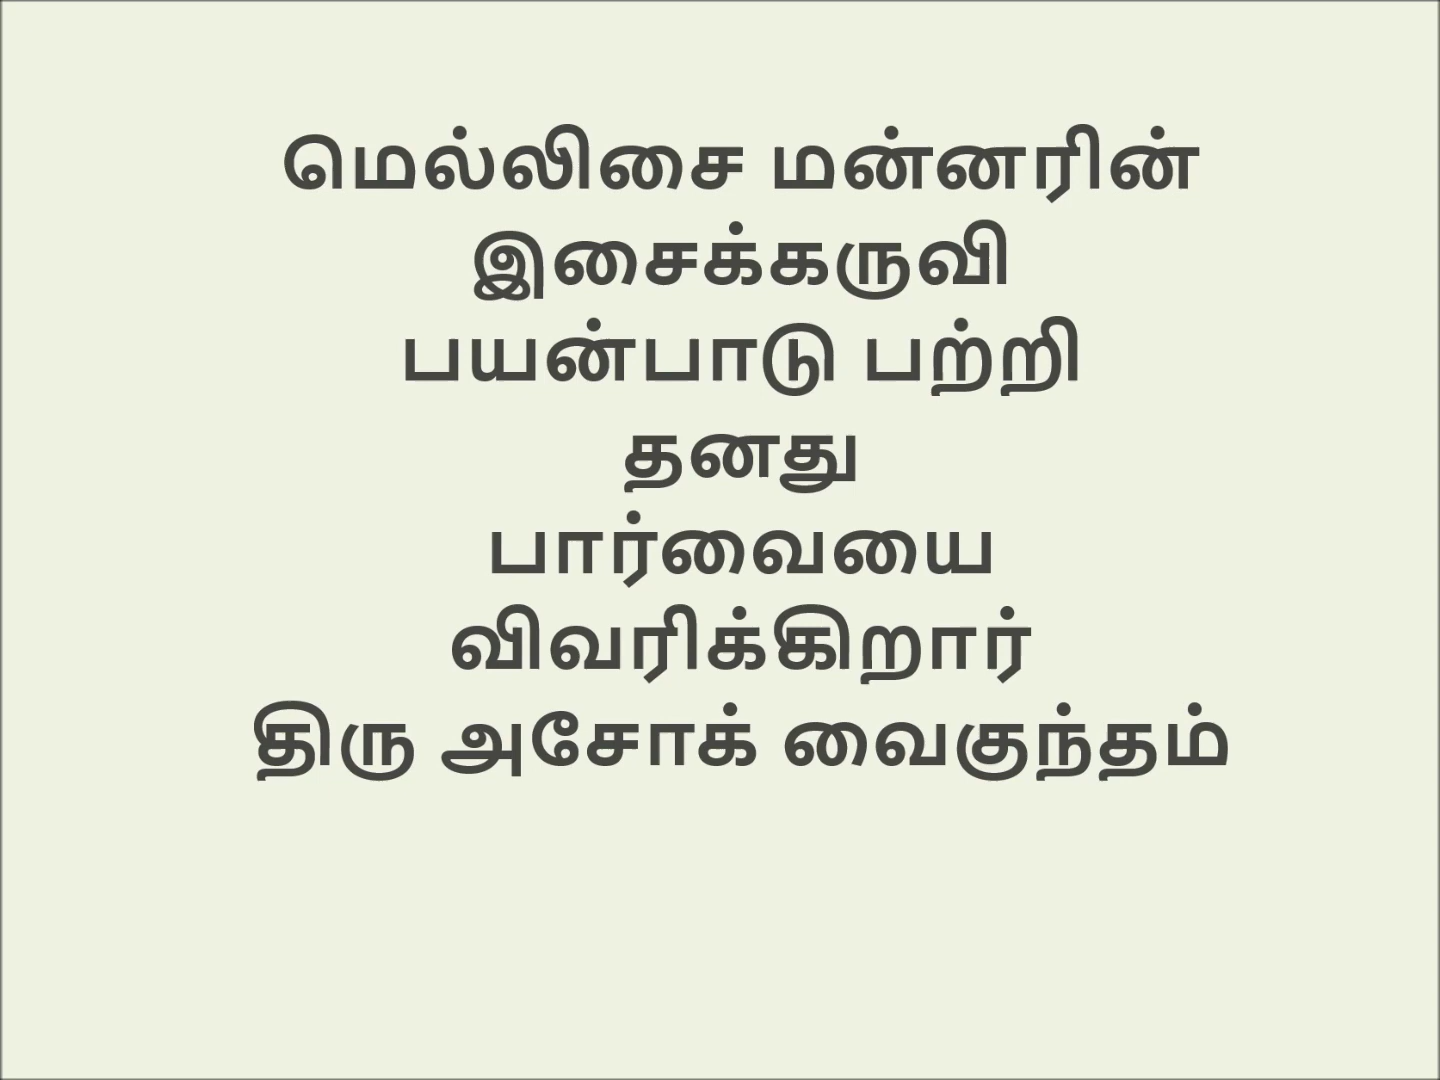 மெல்லிசை மன்னரின்
இசைக்கருவி
பயன்பாடு பற்றி
தனது
பார்வையை
விவரிக்கிறார்
திரு அசோக் வைகுந்தம்